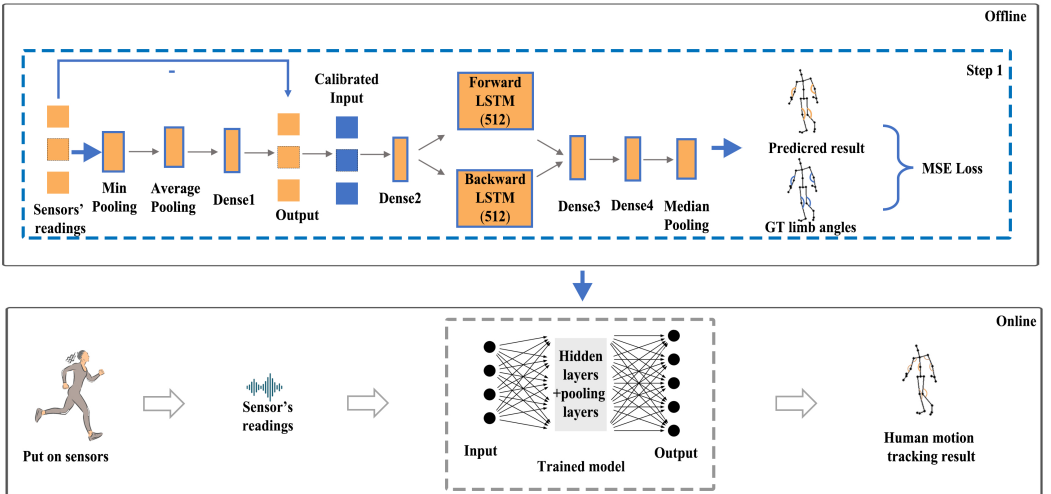 Offline
Step 1
-
Calibrated
Input
Forward
LSTM
(512)
Predicred result
MSE Loss
Min
Pooling
Average
Pooling
Dense1
Dense2
Backward
LSTM
(512)
Dense3
Dense4
Median
Pooling
Sensors'
readings
Output
GT limb angles
Online
Hidden
layers
+pooling
layers
Sensor's
readings
Input
Output
Trained model
Put on sensors
Human motion
tracking result